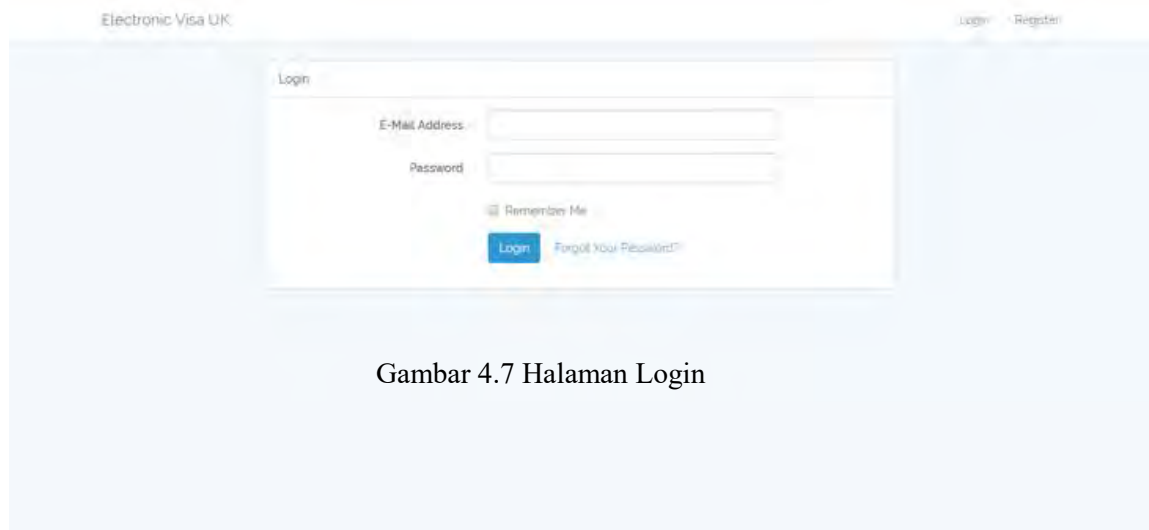 Electronic Visa UK
Login Register
Login
E-Mail Address
Password
Remember Me
Login Forgot Your Password?
Gambar 4.7 Halaman Login